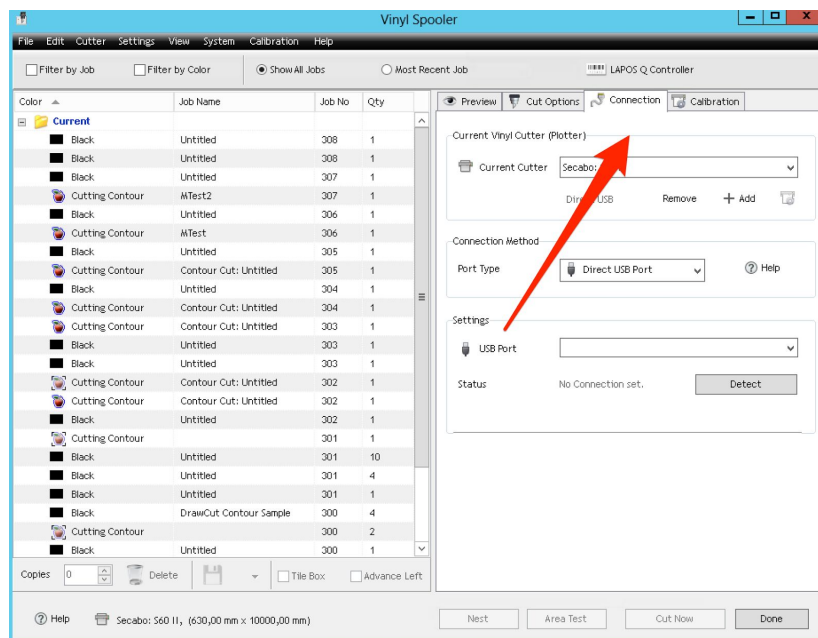 Vinyl Spooler
File Edit Cutter Settings View System Calibration Help
Filter by Job Filter by Color Show All Jobs Most Recent Job LAPOS Q Controller
Color Job Name Job No Qty
Current
Black Untitled 308 1
Black Untitled 308 1
Black Untitled 307 1
Cutting Contour MTest2 307 1
Black Untitled 306 1
Cutting Contour MTest 306 1
Black Untitled 305 1
Cutting Contour Contour Cut: Untitled 305 1
Black Untitled 304 1
Cutting Contour Contour Cut: Untitled 304 1
Cutting Contour Contour Cut: Untitled 303 1
Black Untitled 303 1
Black Untitled 303 1
Cutting Contour Contour Cut: Untitled 302 1
Cutting Contour Contour Cut: Untitled 302 1
Black Untitled 302 1
Cutting Contour 301 1
Black Untitled 301 10
Black Untitled 301 4
Black Untitled 301 1
Black DrawCut Contour Sample 300 4
Cutting Contour 300 2
Black Untitled 300 1
Copies 0 Delete Tile Box Advance Left
Preview Cut Options Connection Calibration
Current Vinyl Cutter (Plotter)
Current Cutter Secabo:
USB Remove + Add
Connection Method
Port Type Direct USB Port Help
Settings
USB Port
Status No Connection set. Detect
Help Secabo: S60 II, (630,00 mm x 10000,00 mm) Nest Area Test Cut Now Done